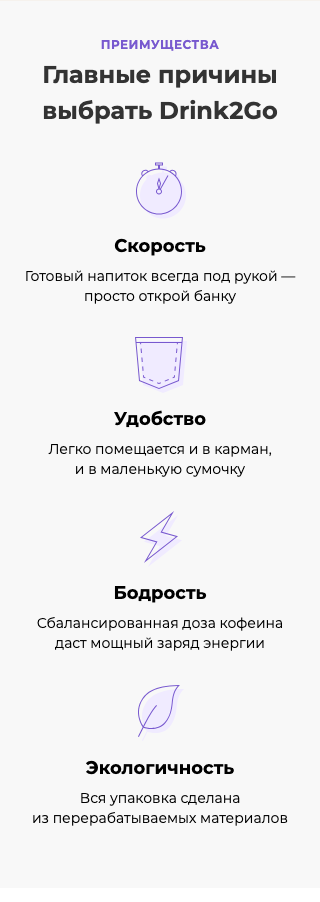 ПРЕИМУЩЕСТВА
Главные причины
выбрать Drink2Go
Скорость
Готовый напиток всегда под рукой —
просто открой банку
Удобство
Легко помещается и в карман,
и в маленькую сумочку
Бодрость
Сбалансированная доза кофеина
даст мощный заряд энергии
Экологичность
Вся упаковка сделана
из перерабатываемых материалов